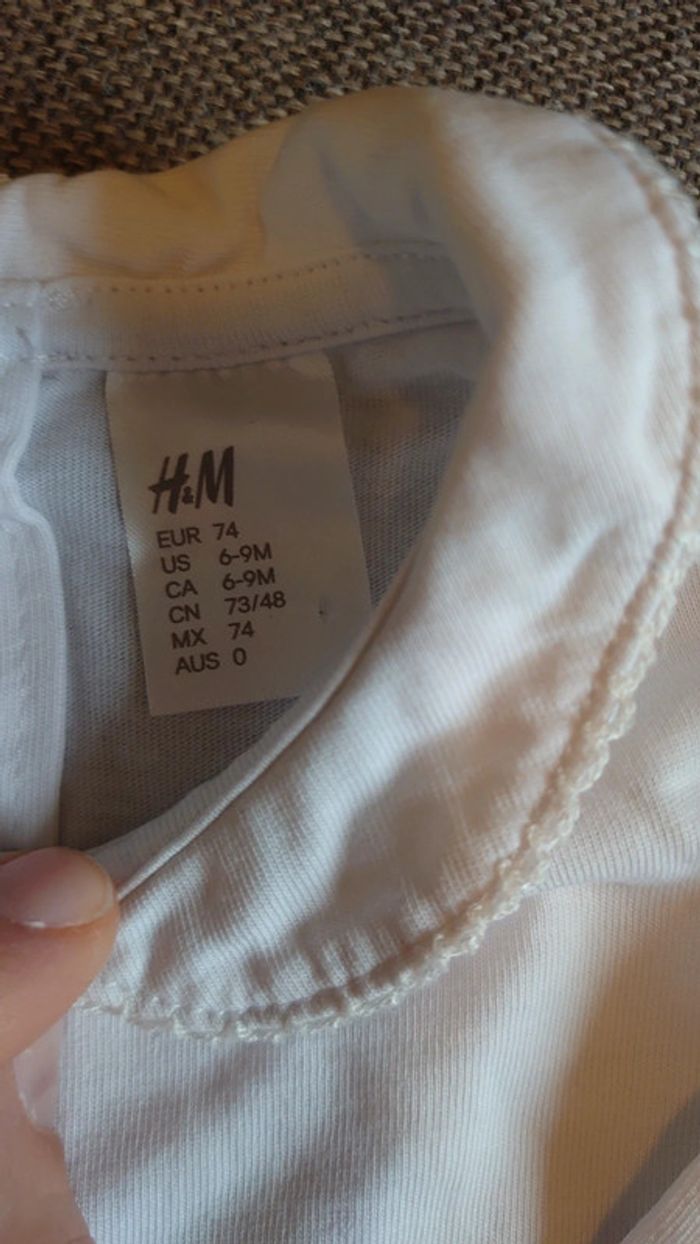 H&M
EUR 74
US 6-9M
CA 6-9M
CN 73/48
MX 74
AUS 0